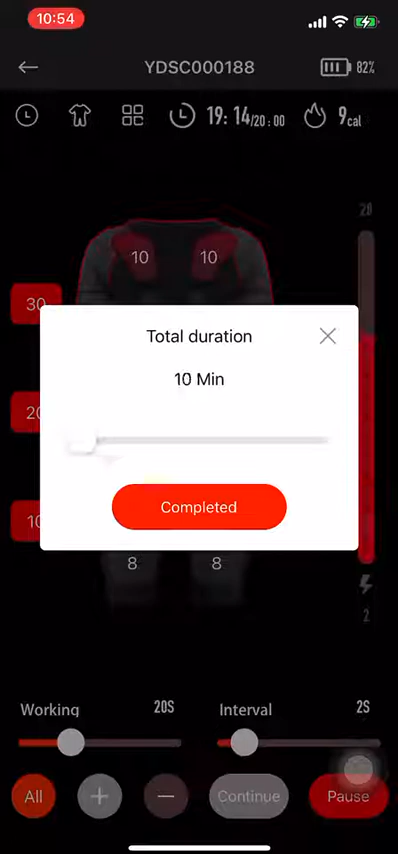 10:54
YDSC000188
82%
19:14/20:00
9cal
20
10 10
30
Total duration
10 Min
20
Completed
10
8 8
2
Working 20S
Interval 2S
All
Continue
Pause